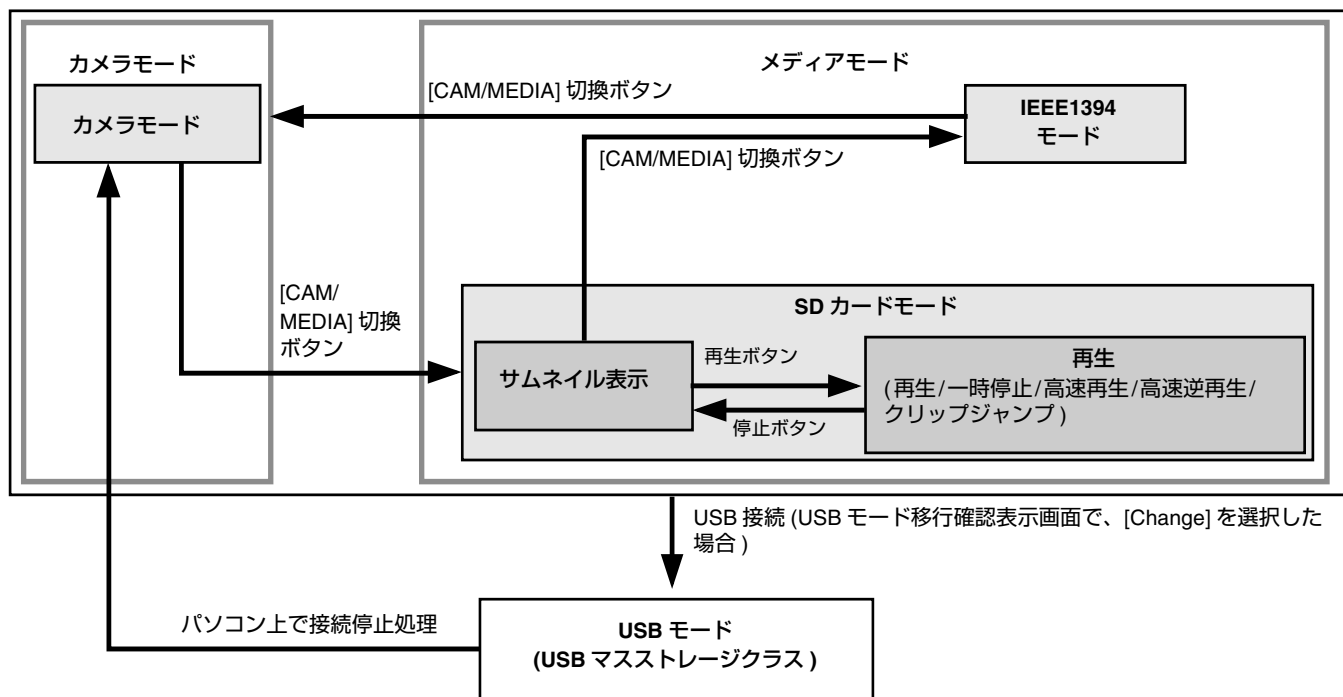 カメラモード
カメラモード
メディアモード
[CAM/MEDIA] 切換ボタン
IEEE1394
モード
[CAM/MEDIA] 切換ボタン
[CAM/
MEDIA] 切換
ボタン
SD カードモード
サムネイル表示
再生ボタン
停止ボタン
再生
( 再生/一時停止/高速再生/高速逆再生/
クリップジャンプ )
USB 接続 (USB モード移行確認表示画面で、[Change] を選択した
場合 )
パソコン上で接続停止処理
USB モード
(USB マスストレージクラス )